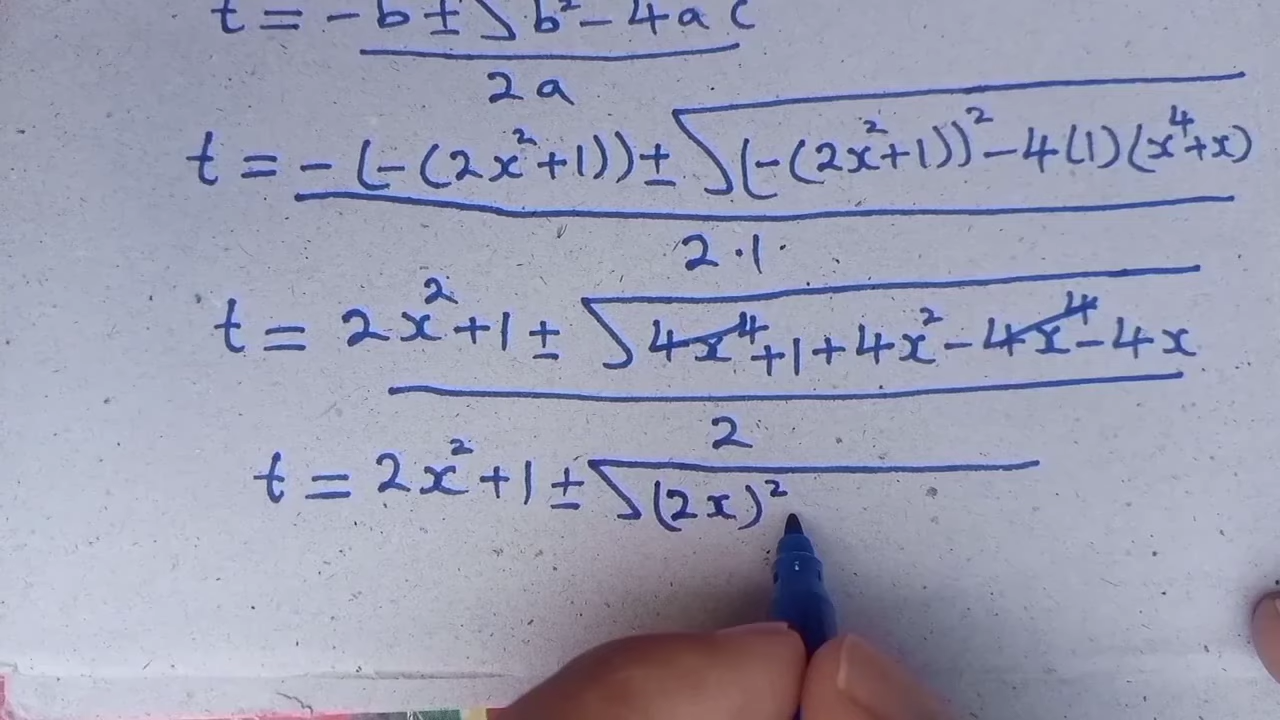 t = -b ± √b² - 4ac
2a
t = -(-(2x²+1)) ± √(-(2x²+1))² - 4(1)(x⁴+x)
2·1·
t = 2x²+1 ± √4x⁴+1+4x²-4x⁴-4x
2
t = 2x²+1 ± √(2x)²